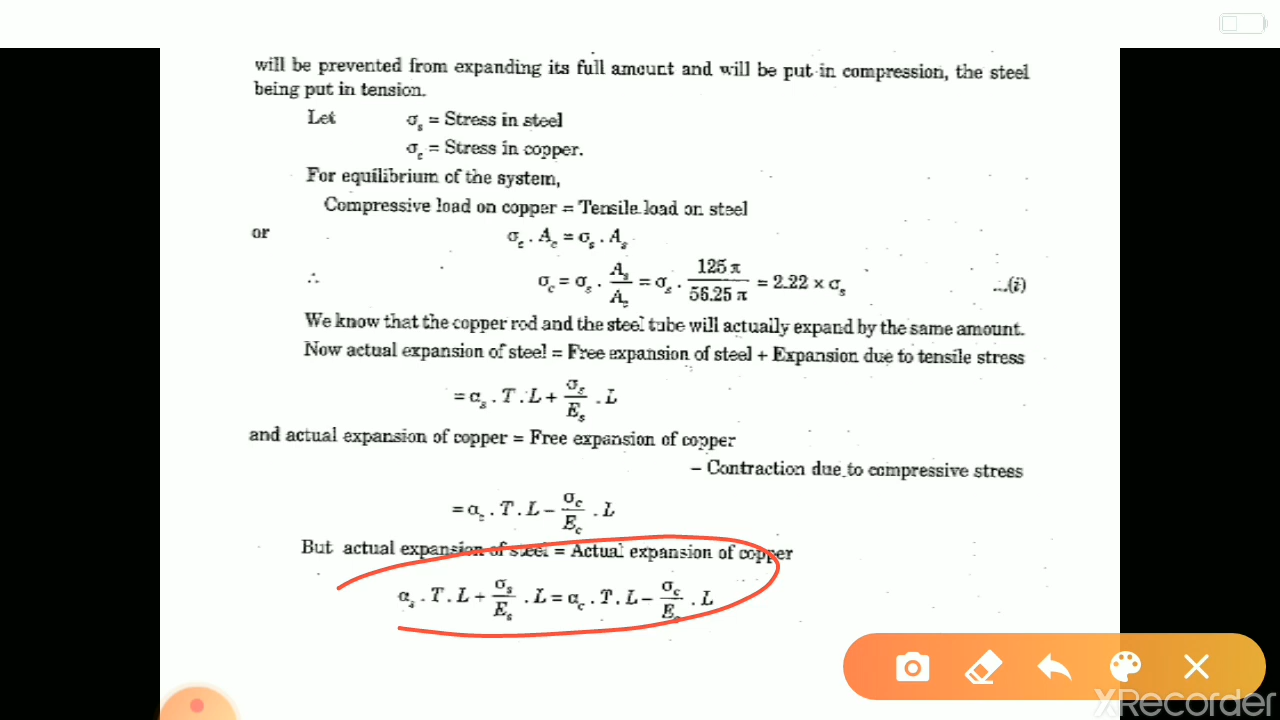 will be prevented from expanding its full amount and will be put in compression, the steel
being put in tension.
Let σs = Stress in steel
σc = Stress in copper.
For equilibrium of the system,
Compressive load on copper = Tensile load on steel
or σc . Ac = σs . As
∴ σc = σs . As/Ac = σs . 125 π/56.25 π = 2.22 × σs ...(i)
We know that the copper rod and the steel tube will actually expand by the same amount.
Now actual expansion of steel = Free expansion of steel + Expansion due to tensile stress
= αs . T . L + σs/Es . L
and actual expansion of copper = Free expansion of copper
– Contraction due to compressive stress
= αc . T . L – σc/Ec . L
But actual expansion of steel = Actual expansion of copper
αs . T . L + σs/Es . L = αc . T . L – σc/Ec . L
XRecorder